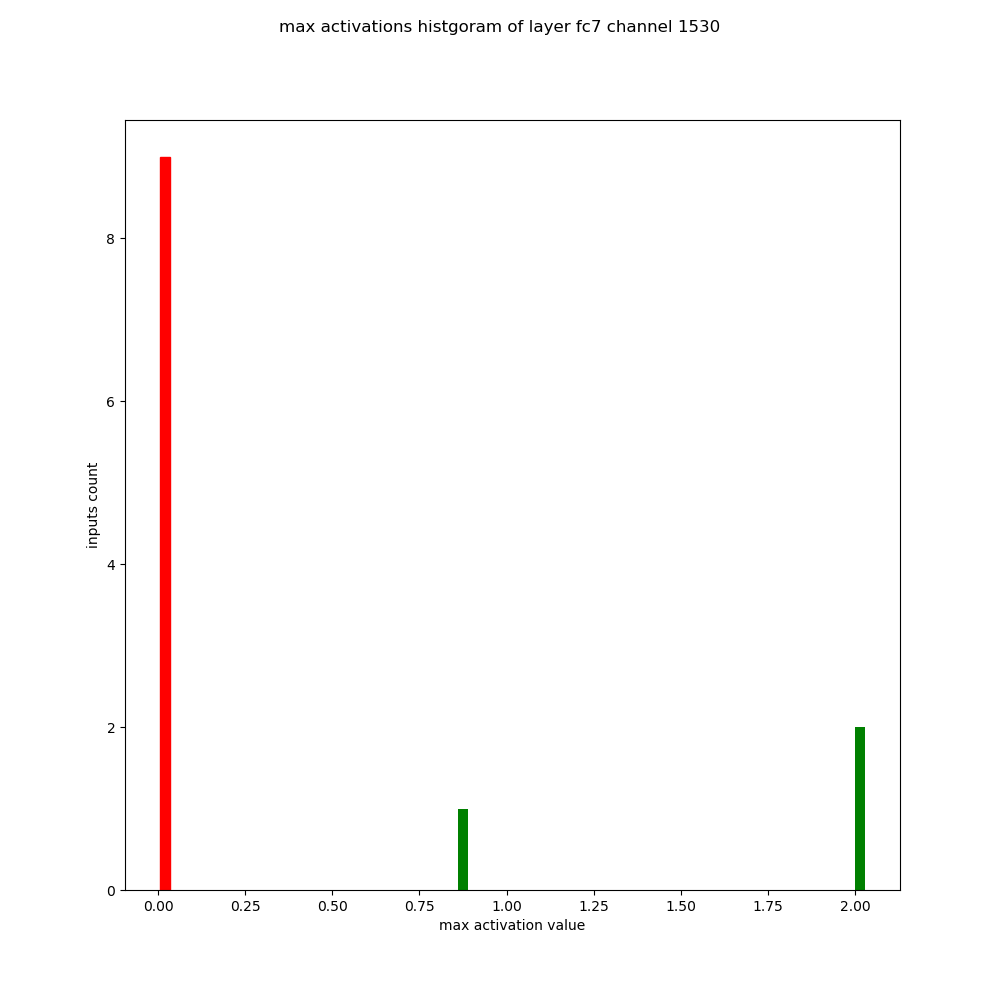 max activations histgoram of layer fc7 channel 1530
8
6
4
2
0
inputs count
0.00 0.25 0.50 0.75 1.00 1.25 1.50 1.75 2.00
max activation value